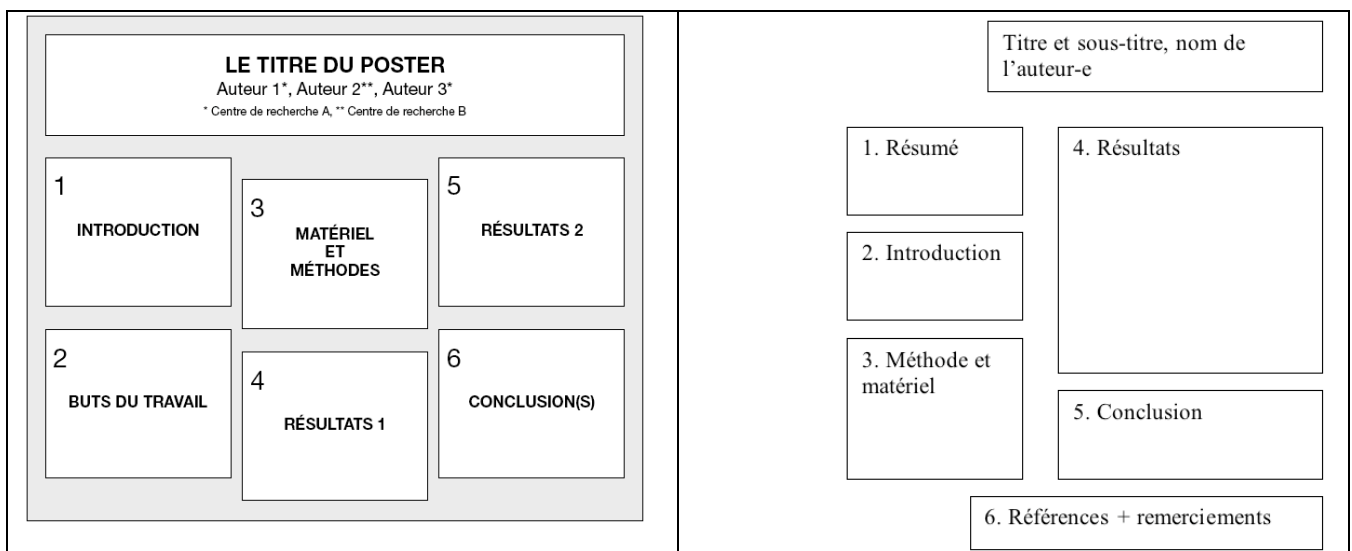 LE TITRE DU POSTER
Auteur 1*, Auteur 2**, Auteur 3*
* Centre de recherche A, ** Centre de recherche B
1
INTRODUCTION
2
BUTS DU TRAVAIL
3
MATÉRIEL
ET
MÉTHODES
4
RÉSULTATS 1
5
RÉSULTATS 2
6
CONCLUSION(S)
Titre et sous-titre, nom de
l'auteur-e
1. Résumé
2. Introduction
3. Méthode et
matériel
4. Résultats
5. Conclusion
6. Références + remerciements